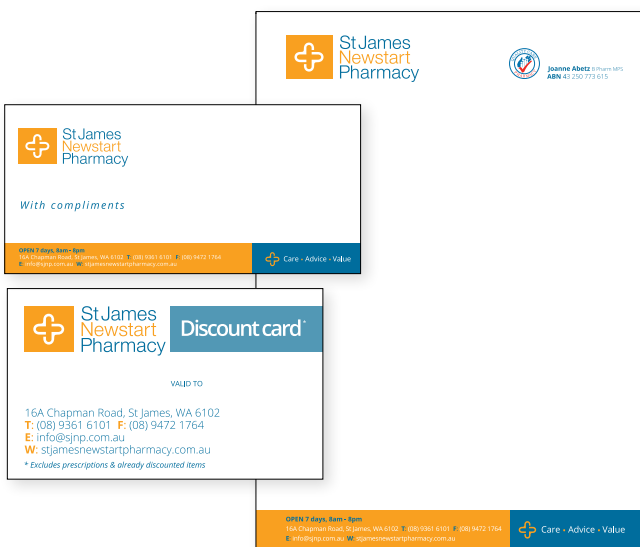 St James
Newstart
Pharmacy
Joanne Abetz B Pharm MPS
ABN 43 250 773 615
St James
Newstart
Pharmacy
With compliments
OPEN 7 days, 8am • 8pm
16A Chapman Road, St James, WA 6102 T: (08) 9361 6101 F: (08) 9472 1764
E: info@sjnp.com.au W: stjamesnewstartpharmacy.com.au
Care • Advice • Value
St James
Newstart
Pharmacy
Discount card*
VALID TO
16A Chapman Road, St James, WA 6102
T: (08) 9361 6101 F: (08) 9472 1764
E: info@sjnp.com.au
W: stjamesnewstartpharmacy.com.au
* Excludes prescriptions & already discounted items
OPEN 7 days, 8am • 8pm
16A Chapman Road, St James, WA 6102 T: (08) 9361 6101 F: (08) 9472 1764
E: info@sjnp.com.au W: stjamesnewstartpharmacy.com.au
Care • Advice • Value